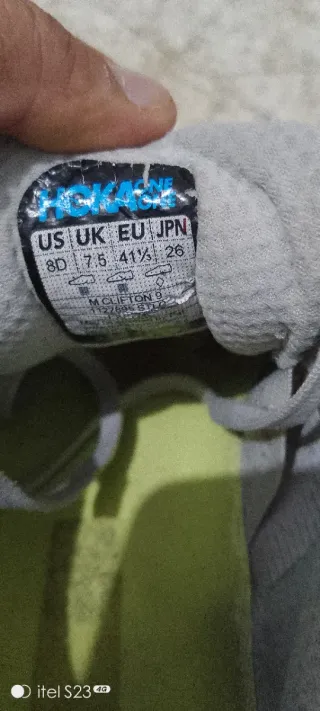 HOKA ONE ONE
US UK EU JPN
8D 7.5 41⅓ 26
M CLIFTON 9
itel S23 4G